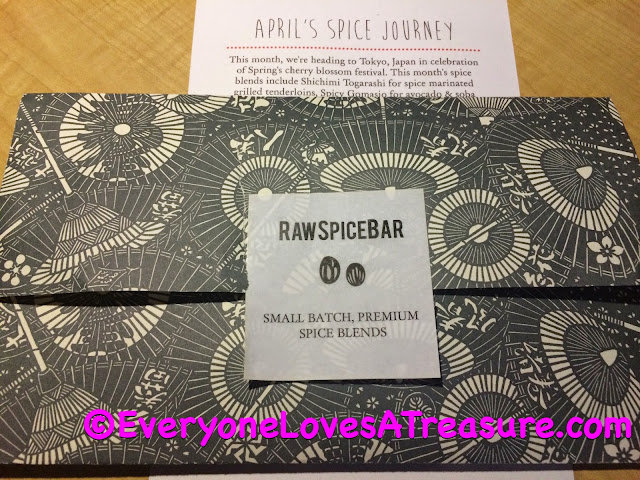 APRIL'S SPICE JOURNEY
This month, we're heading to Tokyo, Japan in celebration
of Spring's cherry blossom festival. This month's spice
blends include Shichimi Togarashi for spice marinated
grilled tenderloins, Spicy Gomasio for avocado & soba
RAWSPICEBAR
SMALL BATCH, PREMIUM
SPICE BLENDS
©EveryoneLovesATreasure.com